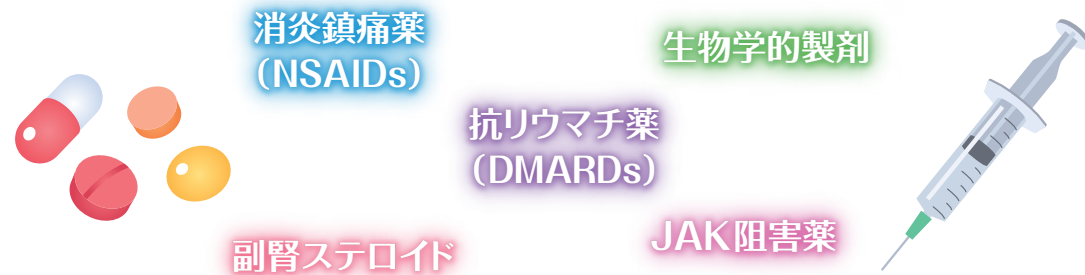 消炎鎮痛薬
（NSAIDs）
生物学的製剤
抗リウマチ薬
（DMARDs）
副腎ステロイド
JAK阻害薬